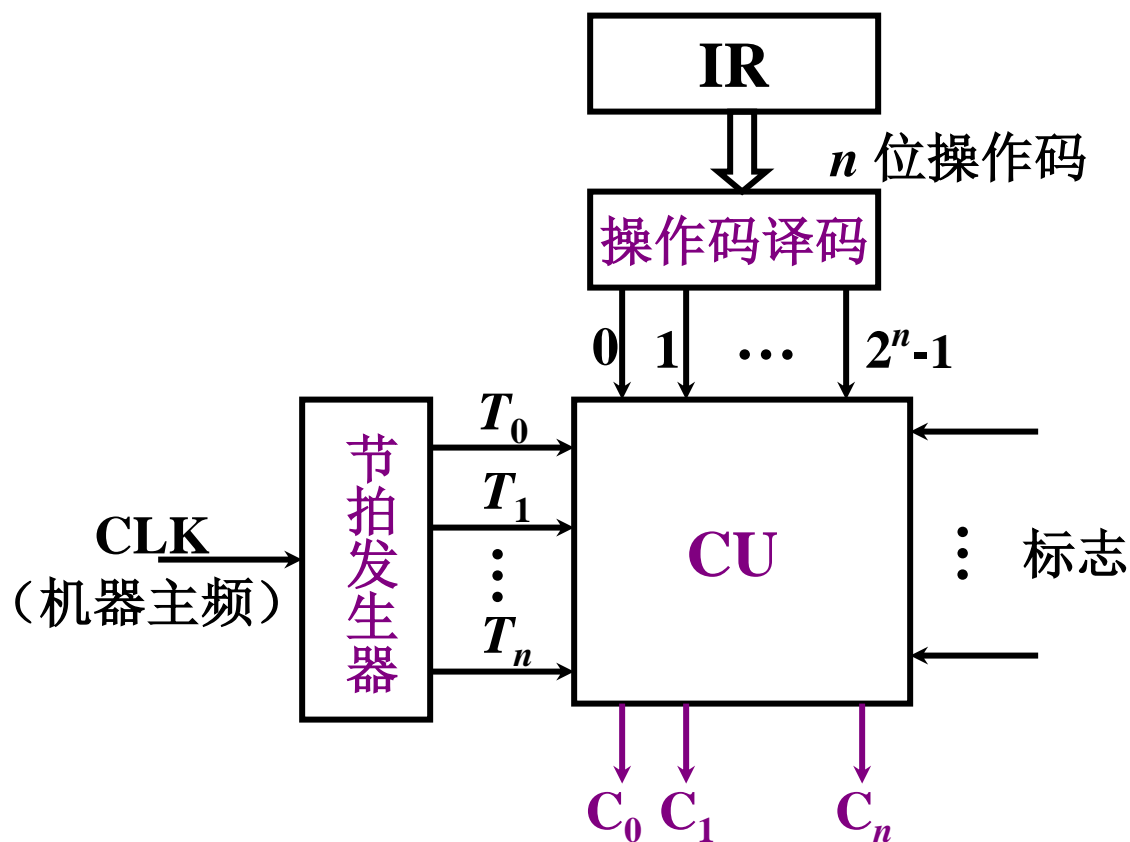 IR
n 位操作码
操作码译码
0 1 … 2ⁿ-1
T₀
T₁
⋮
Tₙ
节拍发生器
CLK
（机器主频）
CU
⋮ 标志
C₀ C₁ Cₙ